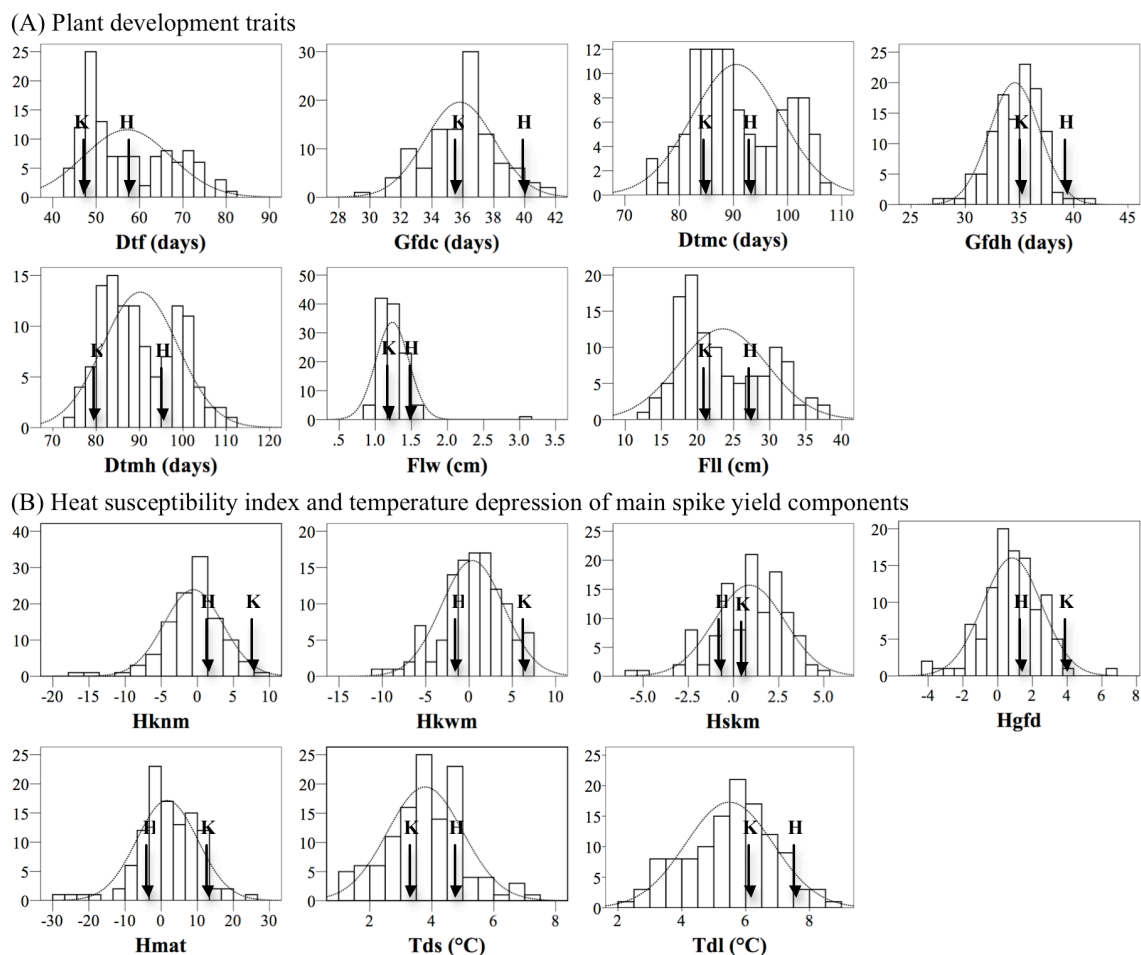 (A) Plant development traits
25
20
15
10
5
0
K H
40 50 60 70 80 90
Dtf (days)
30
20
10
0
K H
28 30 32 34 36 38 40 42
Gfdc (days)
12
10
8
6
4
2
0
K H
70 80 90 100 110
Dtmc (days)
25
20
15
10
5
0
K H
25 30 35 40 45
Gfdh (days)
15
10
5
0
K H
70 80 90 100 110 120
Dtmh (days)
50
40
30
20
10
0
K H
.5 1.0 1.5 2.0 2.5 3.0 3.5
Flw (cm)
20
15
10
5
0
K H
10 15 20 25 30 35 40
Fll (cm)
(B) Heat susceptibility index and temperature depression of main spike yield components
40
30
20
10
0
H K
-20 -15 -10 -5 0 5 10
Hknm
20
15
10
5
0
H K
-15 -10 -5 0 5 10
Hkwm
25
20
15
10
5
0
H K
-5.0 -2.5 .0 2.5 5.0
Hskm
25
20
15
10
5
0
H K
-4 -2 0 2 4 6 8
Hgfd
25
20
15
10
5
0
H K
-30 -20 -10 0 10 20 30
Hmat
25
20
15
10
5
0
K H
2 4 6 8
Tds (°C)
25
20
15
10
5
0
K H
2 4 6 8
Tdl (°C)